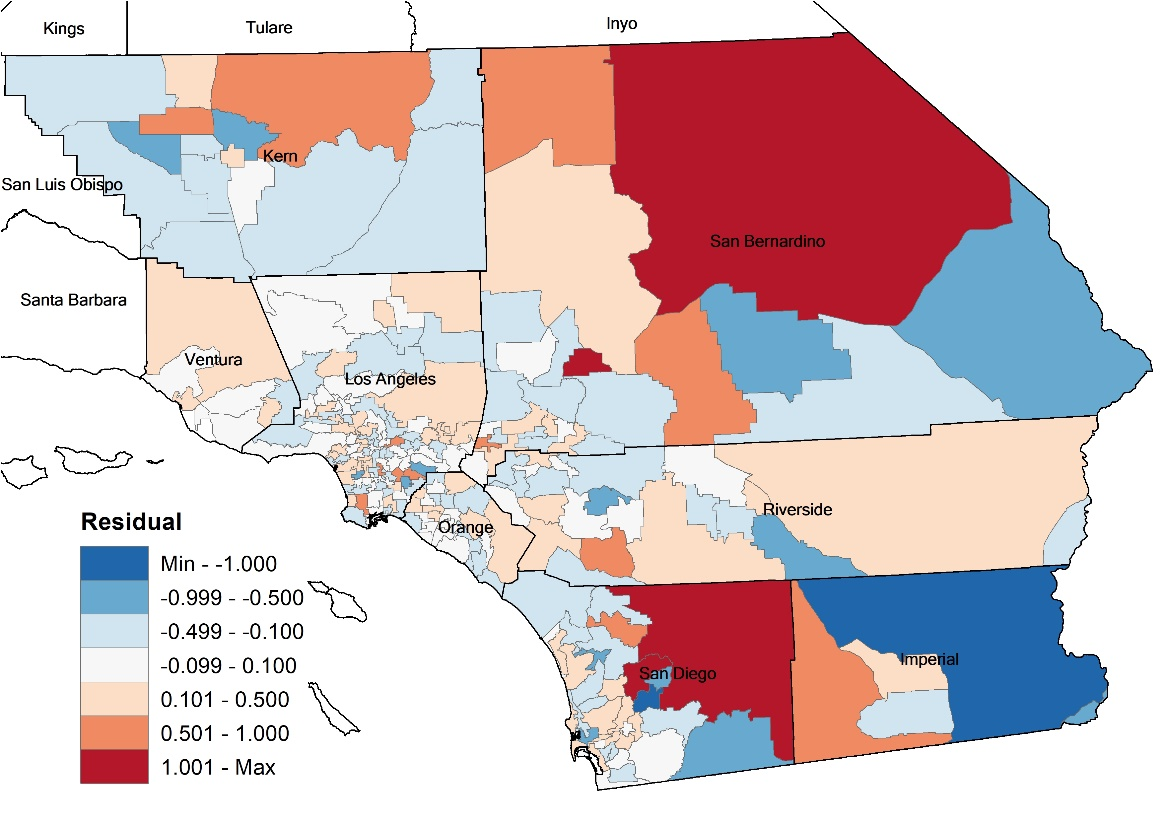 Kings
Tulare
Inyo
Kern
San Luis Obispo
San Bernardino
Santa Barbara
Ventura
Los Angeles
Riverside
Orange
San Diego
Imperial
Residual
Min - -1.000
-0.999 - -0.500
-0.499 - -0.100
-0.099 - 0.100
0.101 - 0.500
0.501 - 1.000
1.001 - Max